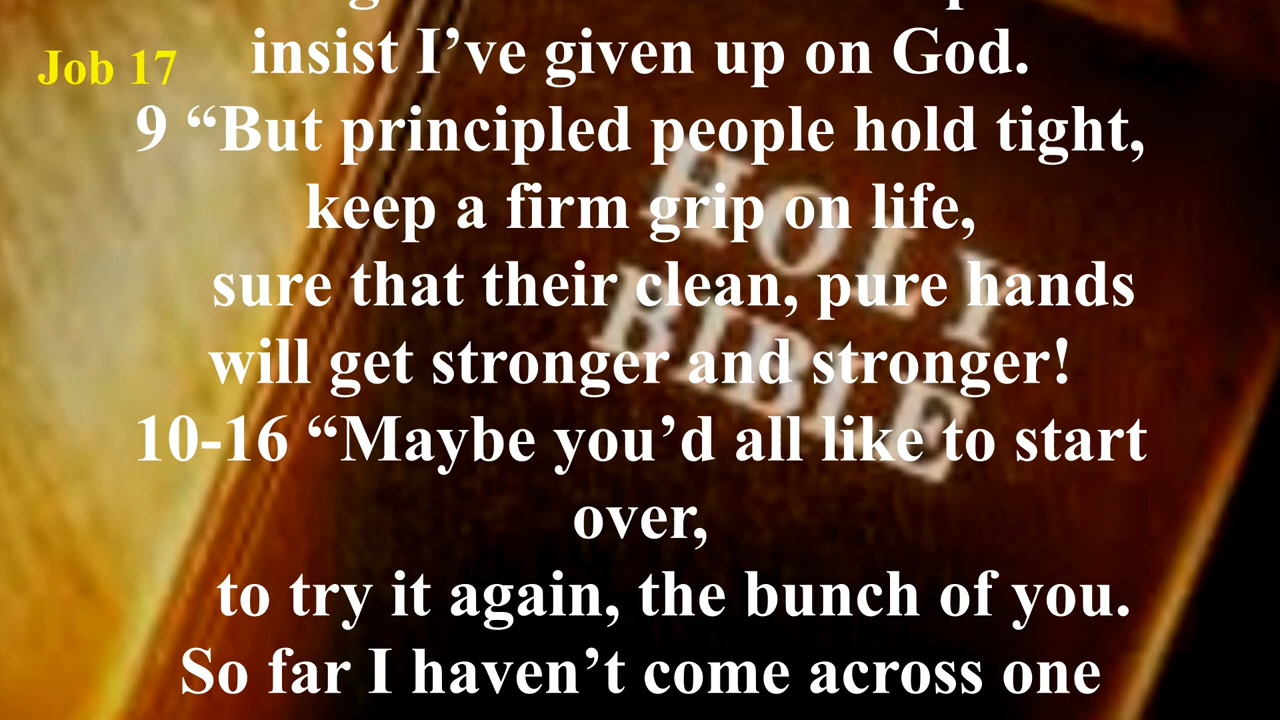 Job 17
insist I’ve given up on God.
9 “But principled people hold tight,
keep a firm grip on life,
sure that their clean, pure hands
will get stronger and stronger!
10-16 “Maybe you’d all like to start
over,
to try it again, the bunch of you.
So far I haven’t come across one
HOLY
BIBLE